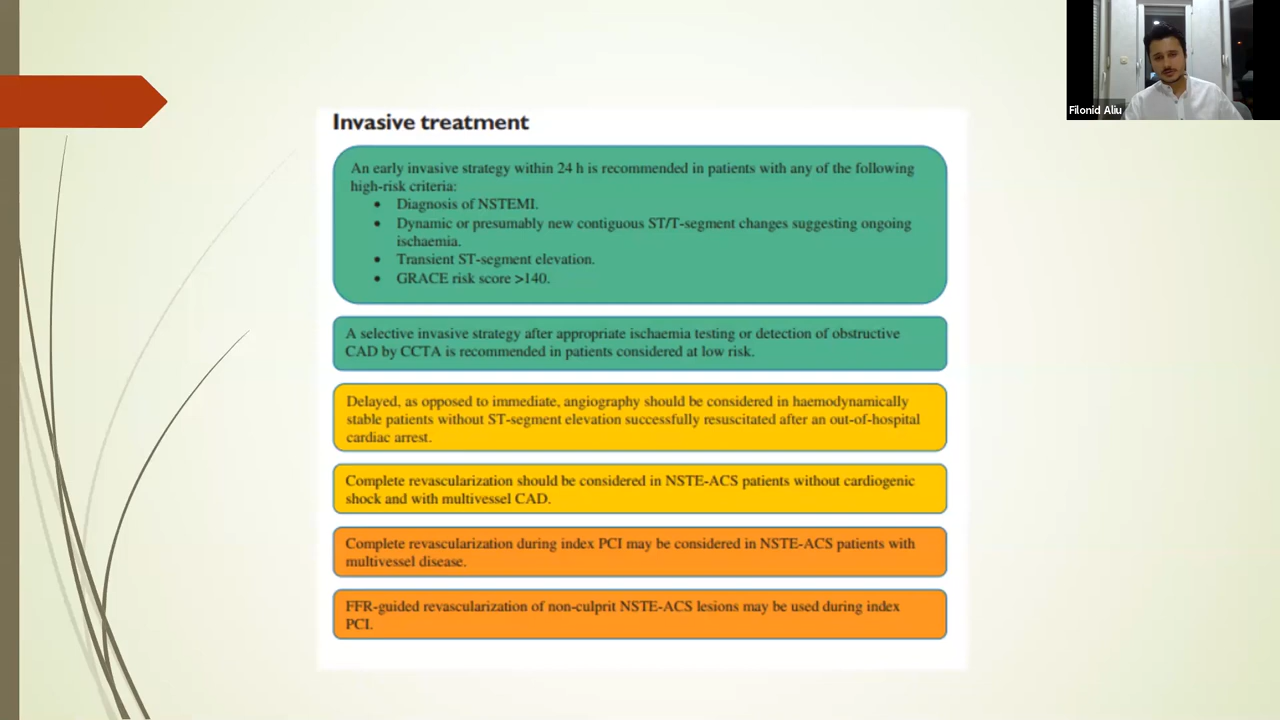 Filonid Aliu
Invasive treatment
An early invasive strategy within 24 h is recommended in patients with any of the following
high-risk criteria:
• Diagnosis of NSTEMI.
• Dynamic or presumably new contiguous ST/T-segment changes suggesting ongoing
ischaemia.
• Transient ST-segment elevation.
• GRACE risk score >140.
A selective invasive strategy after appropriate ischaemia testing or detection of obstructive
CAD by CCTA is recommended in patients considered at low risk.
Delayed, as opposed to immediate, angiography should be considered in haemodynamically
stable patients without ST-segment elevation successfully resuscitated after an out-of-hospital
cardiac arrest.
Complete revascularization should be considered in NSTE-ACS patients without cardiogenic
shock and with multivessel CAD.
Complete revascularization during index PCI may be considered in NSTE-ACS patients with
multivessel disease.
FFR-guided revascularization of non-culprit NSTE-ACS lesions may be used during index
PCI.